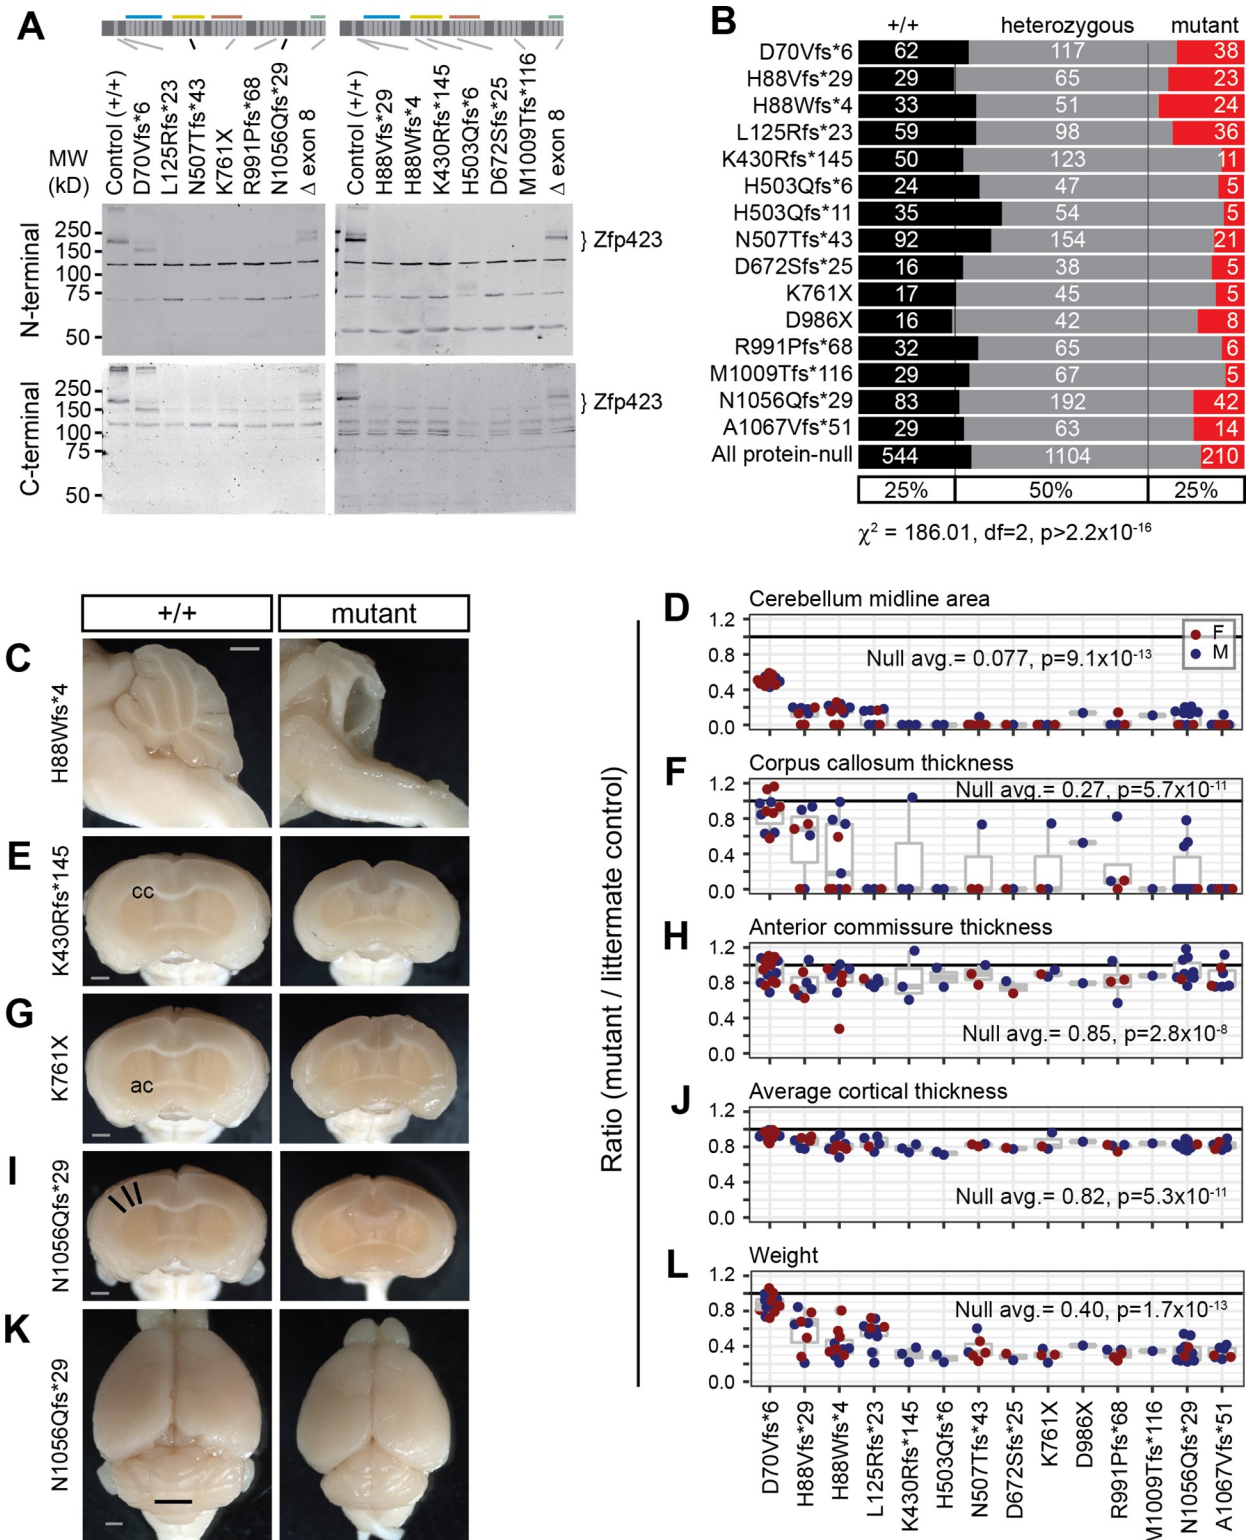 A
Control (+/+)
D70Vfs*6
L125Rfs*23
N507Tfs*43
K761X
R991Pfs*68
N1056Qfs*29
Δ exon 8
Control (+/+)
H88Vfs*29
H88Wfs*4
K430Rfs*145
H503Qfs*6
D672Sfs*25
M1009Tfs*116
Δ exon 8
MW
(kD)
N-terminal
250
150
100
75
50
} Zfp423
C-terminal
250
150
100
75
50
} Zfp423
B
+/+ heterozygous mutant
D70Vfs*6 62 117 38
H88Vfs*29 29 65 23
H88Wfs*4 33 51 24
L125Rfs*23 59 98 36
K430Rfs*145 50 123 11
H503Qfs*6 24 47 5
H503Qfs*11 35 54 5
N507Tfs*43 92 154 21
D672Sfs*25 16 38 5
K761X 17 45 5
D986X 16 42 8
R991Pfs*68 32 65 6
M1009Tfs*116 29 67 5
N1056Qfs*29 83 192 42
A1067Vfs*51 29 63 14
All protein-null 544 1104 210
25% 50% 25%
χ² = 186.01, df=2, p>2.2x10⁻¹⁶
+/+ mutant
C
H88Wfs*4
E
K430Rfs*145
cc
G
K761X
ac
I
N1056Qfs*29
K
N1056Qfs*29
Ratio (mutant / littermate control)
D
Cerebellum midline area
1.2
0.8
0.4
0.0
F
M
Null avg.= 0.077, p=9.1x10⁻¹³
F
Corpus callosum thickness
1.2
0.8
0.4
0.0
Null avg.= 0.27, p=5.7x10⁻¹¹
H
Anterior commissure thickness
1.2
0.8
0.4
0.0
Null avg.= 0.85, p=2.8x10⁻⁸
J
Average cortical thickness
1.2
0.8
0.4
0.0
Null avg.= 0.82, p=5.3x10⁻¹¹
L
Weight
1.2
0.8
0.4
0.0
Null avg.= 0.40, p=1.7x10⁻¹³
D70Vfs*6
H88Vfs*29
H88Wfs*4
L125Rfs*23
K430Rfs*145
H503Qfs*6
N507Tfs*43
D672Sfs*25
K761X
D986X
R991Pfs*68
M1009Tfs*116
N1056Qfs*29
A1067Vfs*51